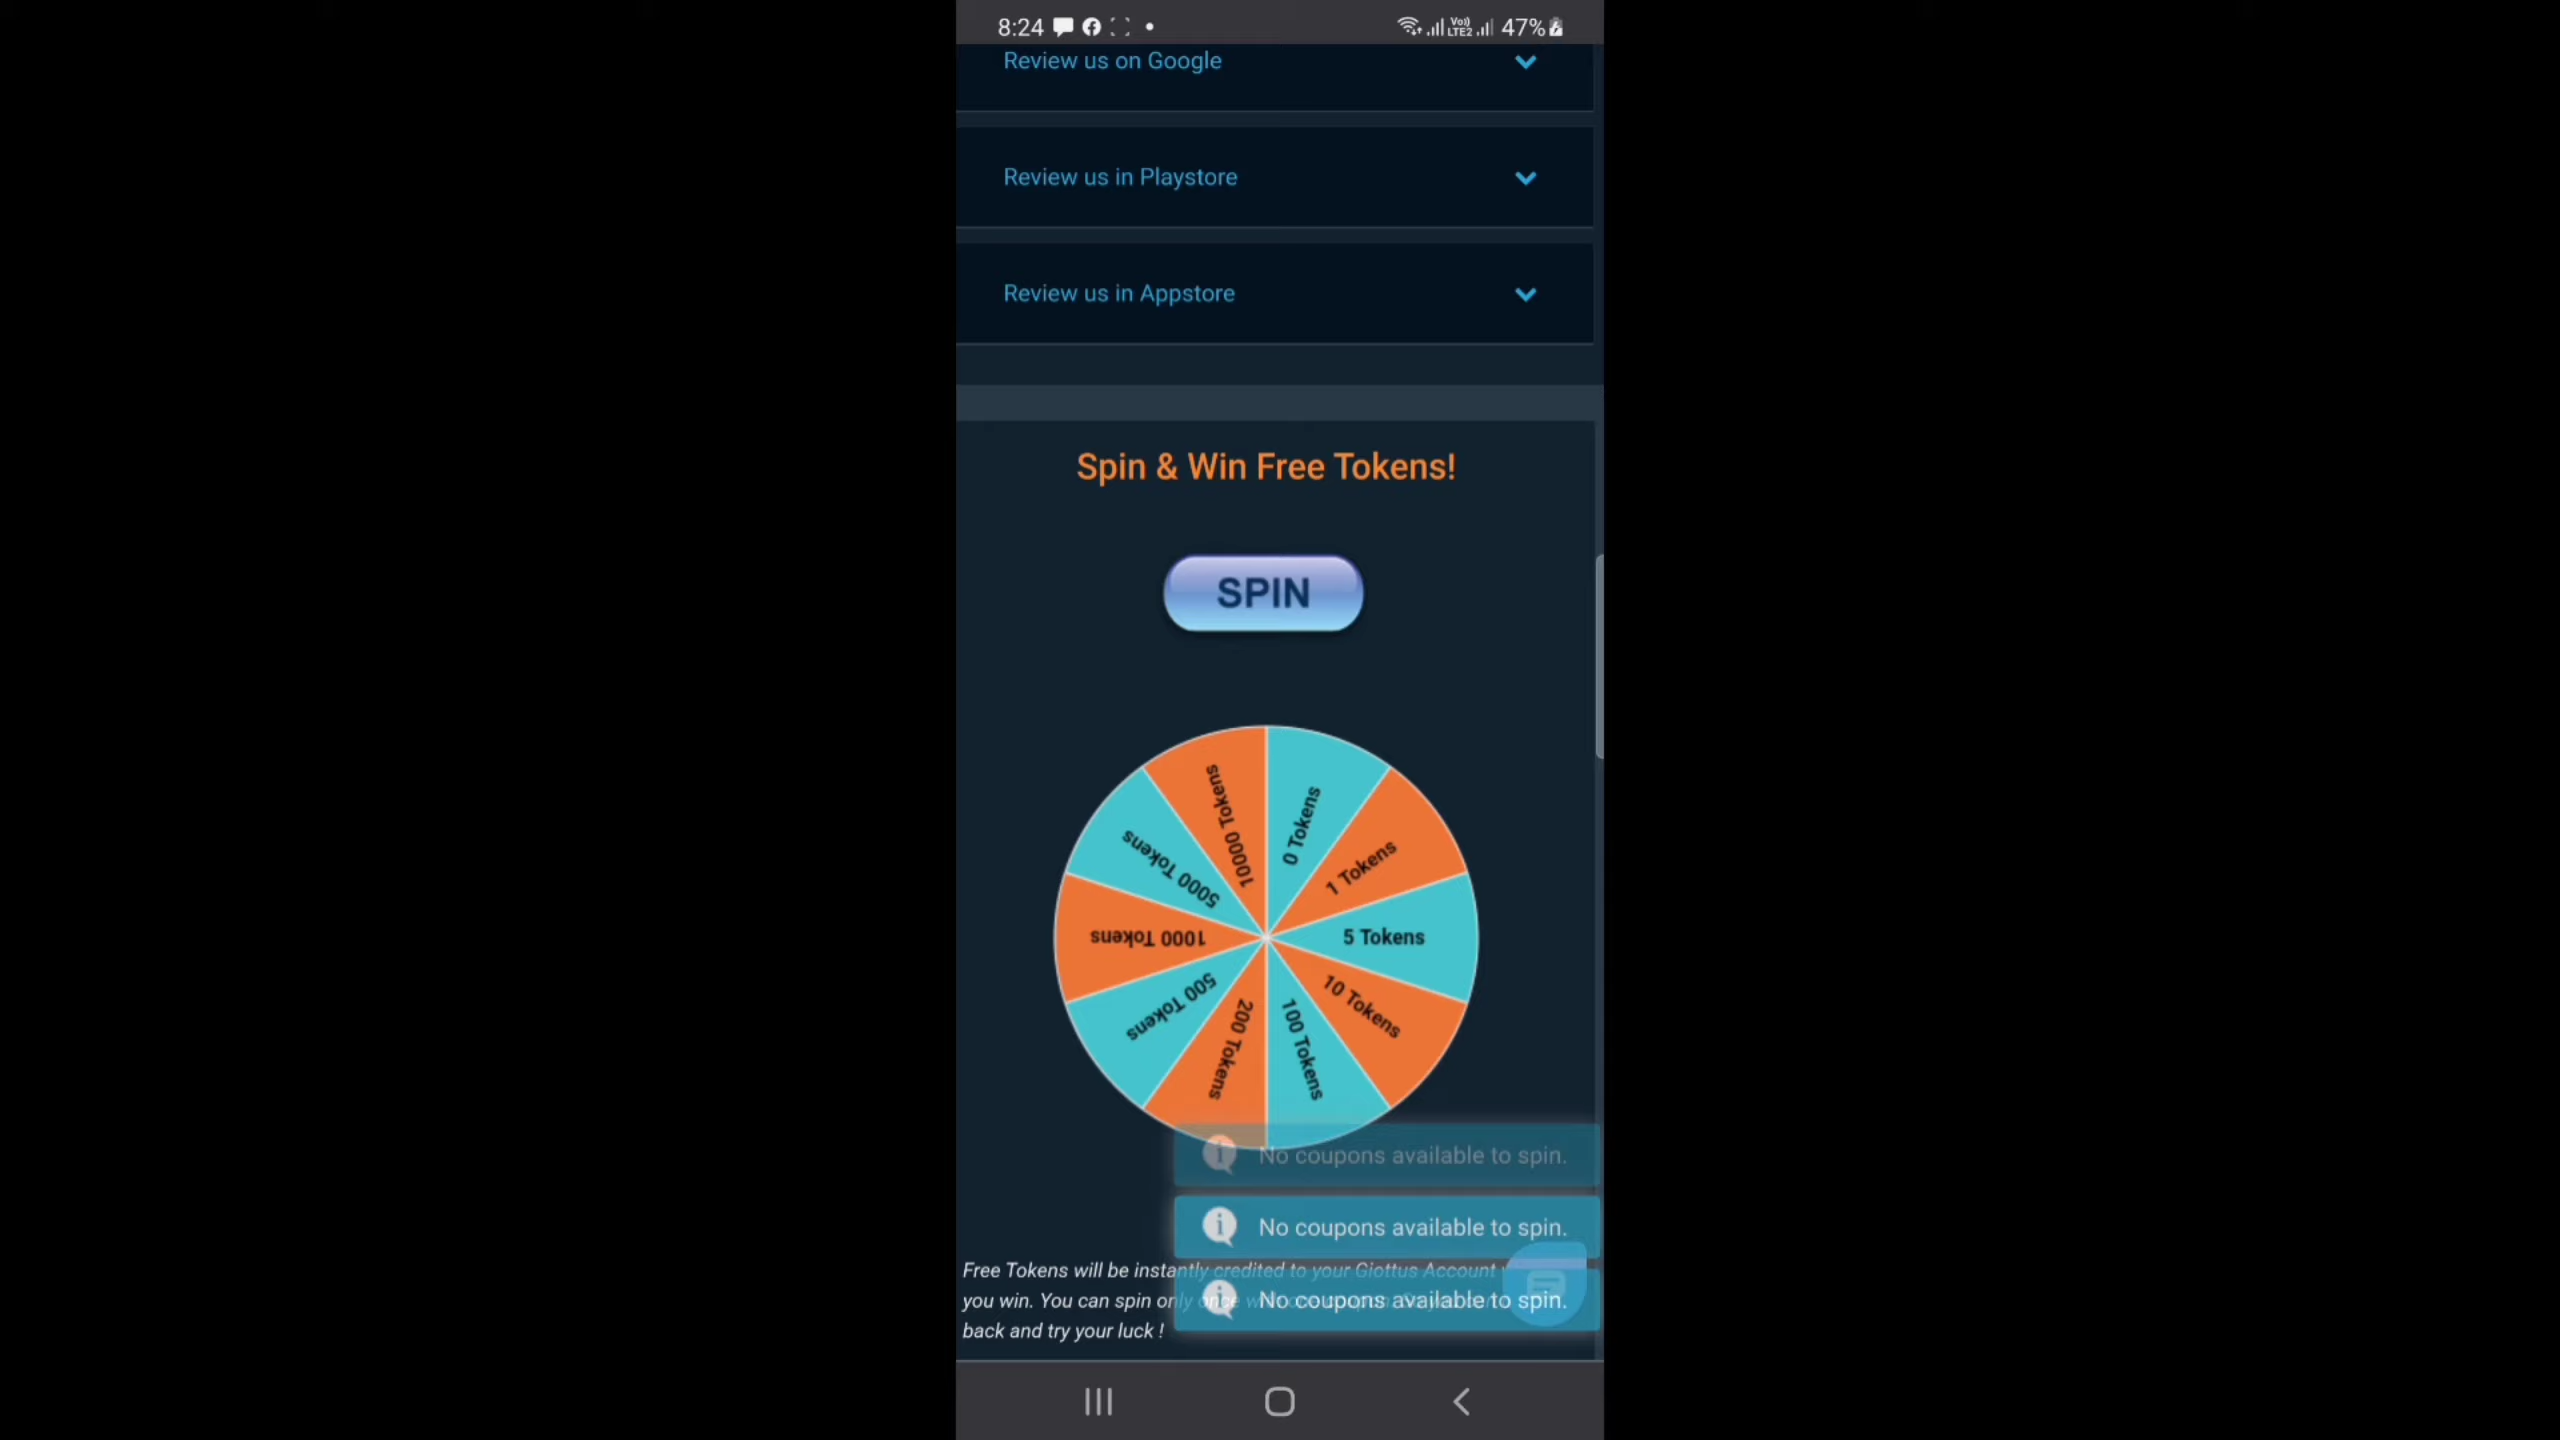 8:24
Vo)) LTE2 47%
Review us on Google
Review us in Playstore
Review us in Appstore
Spin & Win Free Tokens!
SPIN
0 Tokens
1 Tokens
5 Tokens
10 Tokens
100 Tokens
200 Tokens
500 Tokens
1000 Tokens
5000 Tokens
10000 Tokens
No coupons available to spin.
No coupons available to spin.
Free Tokens will be instantly credited to your Giottus Account
you win. You can spin only once
No coupons available to spin.
back and try your luck !